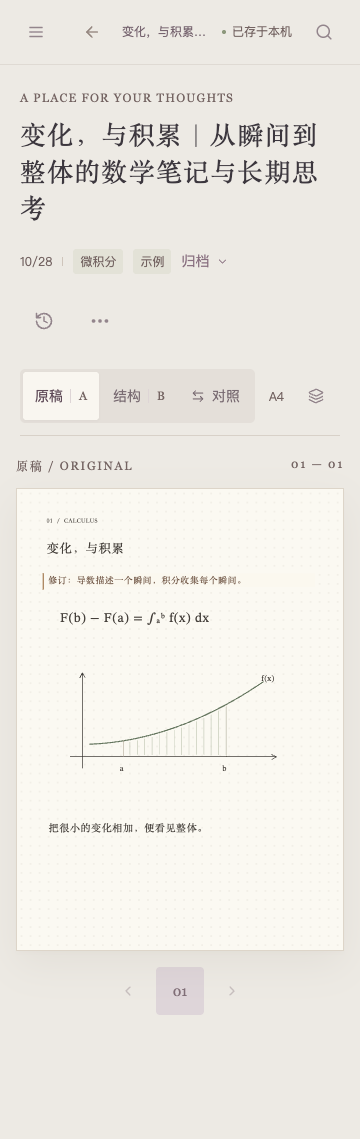 变化，与积累… • 已存于本机
A PLACE FOR YOUR THOUGHTS
变化，与积累｜从瞬间到
整体的数学笔记与长期思
考
10/28 微积分 示例 归档
原稿 A 结构 B 对照 A4
原稿 / ORIGINAL 01 — 01
01 / CALCULUS
变化，与积累
修订：导数描述一个瞬间，积分收集每个瞬间。
F(b) − F(a) = ∫ₐᵇ f(x) dx
f(x)
a b
把很小的变化相加，便看见整体。
01